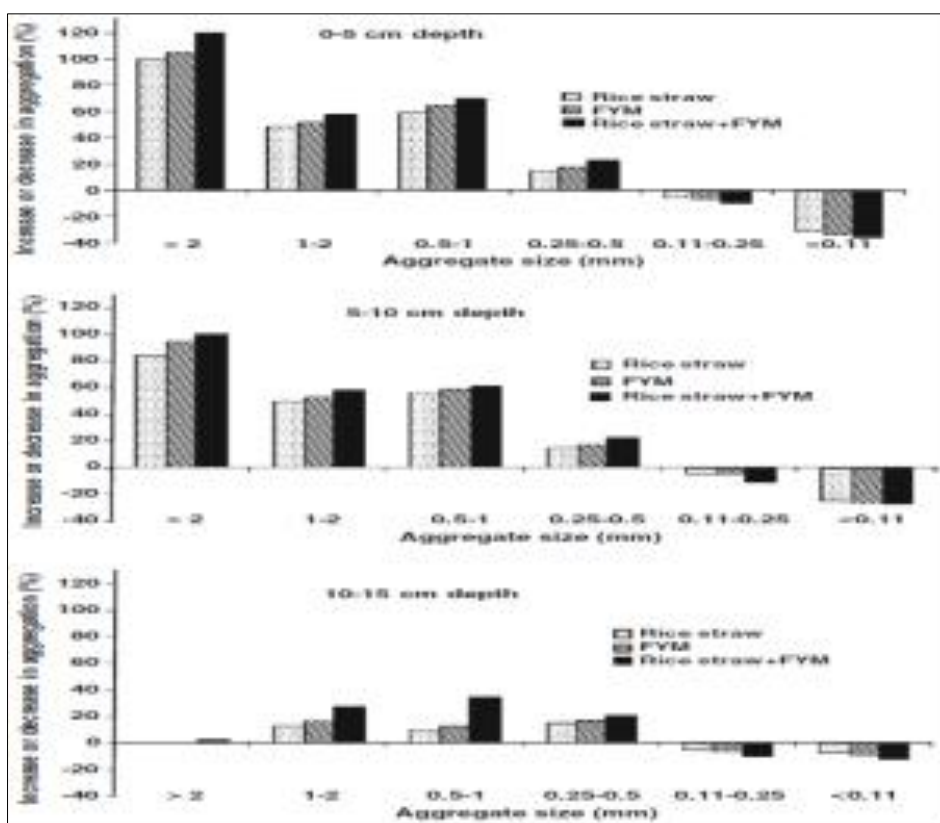 Increase or decrease in aggregation (%)
120
100
80
60
40
20
0
-20
-40
0-5 cm depth
Rice straw
FYM
Rice straw+FYM
> 2
1-2
0.5-1
0.25-0.5
0.11-0.25
<0.11
Aggregate size (mm)
Increase or decrease in aggregation (%)
120
100
80
60
40
20
0
-20
-40
5-10 cm depth
Rice straw
FYM
Rice straw+FYM
> 2
1-2
0.5-1
0.25-0.5
0.11-0.25
<0.11
Aggregate size (mm)
Increase or decrease in aggregation (%)
120
100
80
60
40
20
0
-20
-40
10-15 cm depth
Rice straw
FYM
Rice straw+FYM
> 2
1-2
0.5-1
0.25-0.5
0.11-0.25
<0.11
Aggregate size (mm)